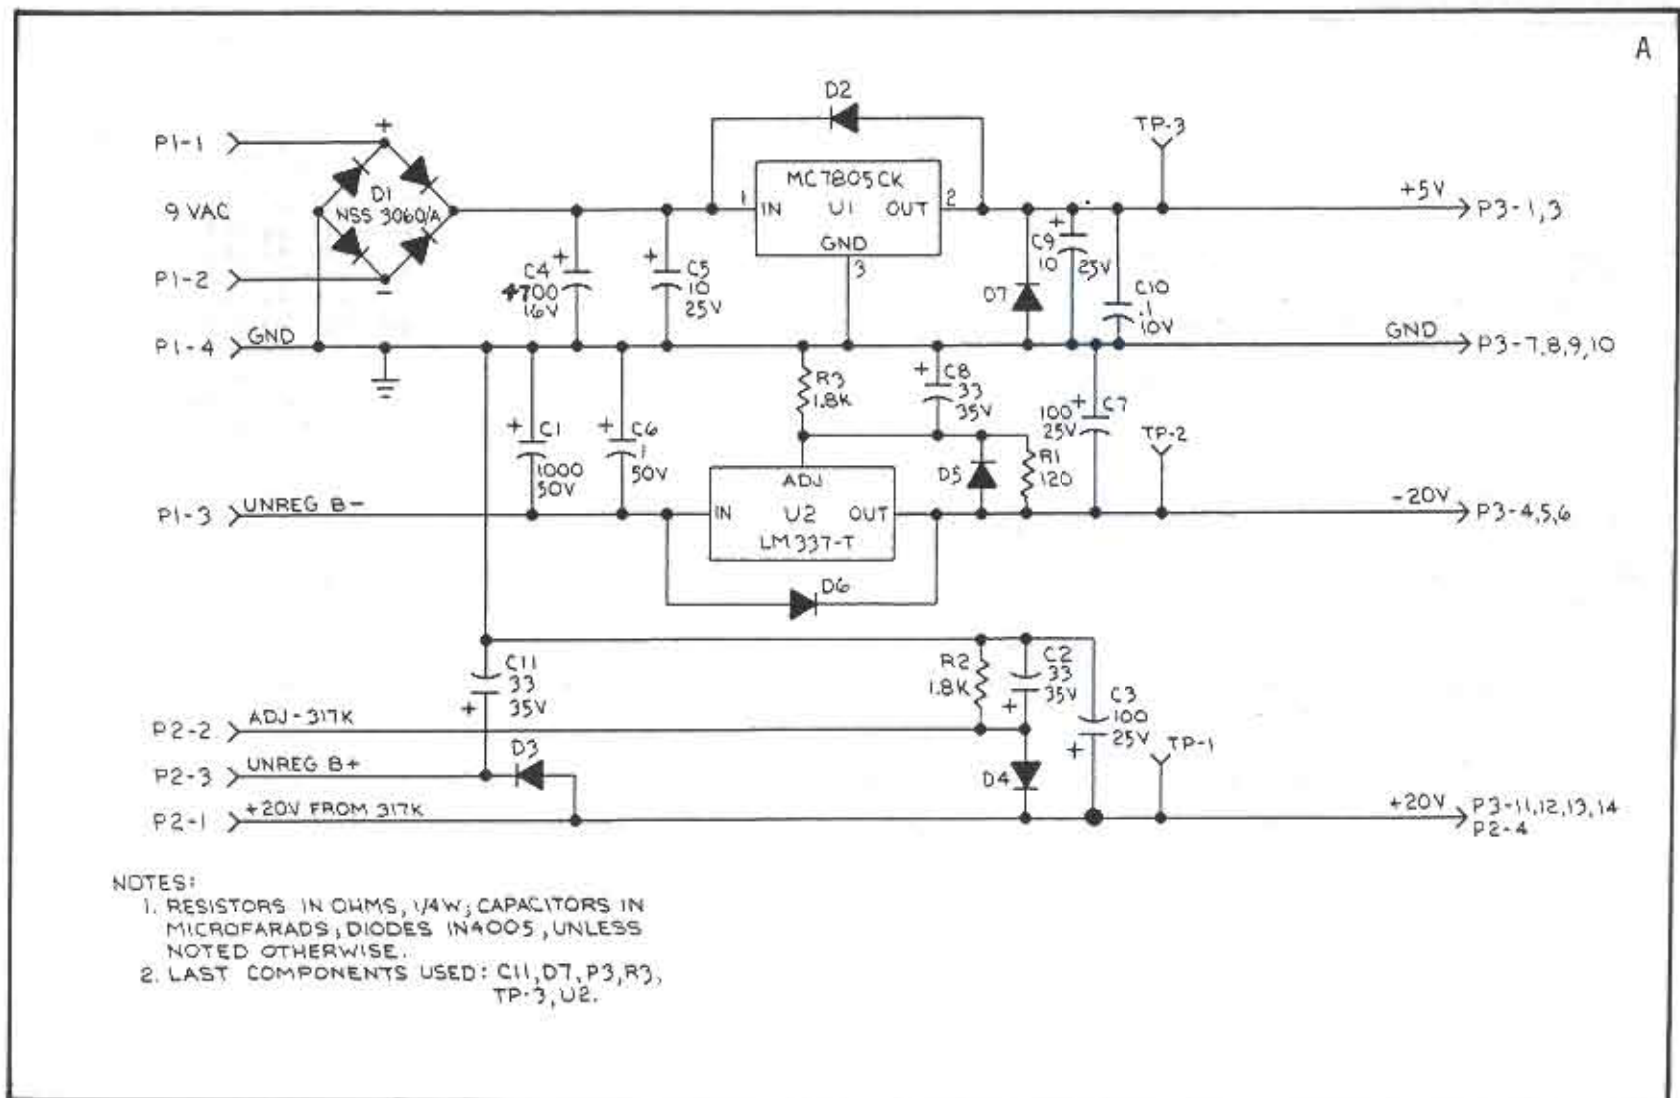 A
D2
TP-3
P1-1
+
MC7805CK
D1
NSS 3060/A
9 VAC
1 IN U1 OUT 2
+5V
P3-1,3
GND
3
+
C9
10
25V
P1-2
-
+
C4
4700
16V
+
C5
10
25V
D7
C10
.1
10V
P1-4
GND
GND
P3-7,8,9,10
R3
1.8K
+
C8
33
35V
100
25V
+
C7
TP-2
+
C1
1000
50V
+
C6
1
50V
ADJ
D5
R1
120
P1-3
UNREG B-
IN U2 OUT
LM337-T
-20V
P3-4,5,6
D6
C11
33
35V
+
R2
1.8K
C2
33
35V
+
C3
100
25V
+
P2-2
ADJ-317K
TP-1
P2-3
UNREG B+
D3
D4
P2-1
+20V FROM 317K
+20V
P3-11,12,13,14
P2-4
NOTES:
1. RESISTORS IN OHMS, 1/4W; CAPACITORS IN
MICROFARADS; DIODES IN4005, UNLESS
NOTED OTHERWISE.
2. LAST COMPONENTS USED: C11, D7, P3, R3,
TP-3, U2.